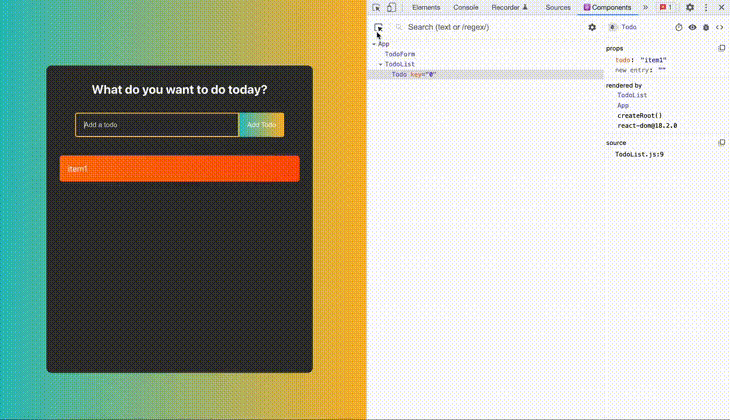 What do you want to do today?
Add a todo
Add Todo
item1
Elements
Console
Recorder
Sources
Components
»
1
Search (text or /regex/)
App
TodoForm
TodoList
Todo key="0"
Todo
props
todo: "item1"
new entry: ""
rendered by
TodoList
App
createRoot()
react-dom@18.2.0
source
TodoList.js:9